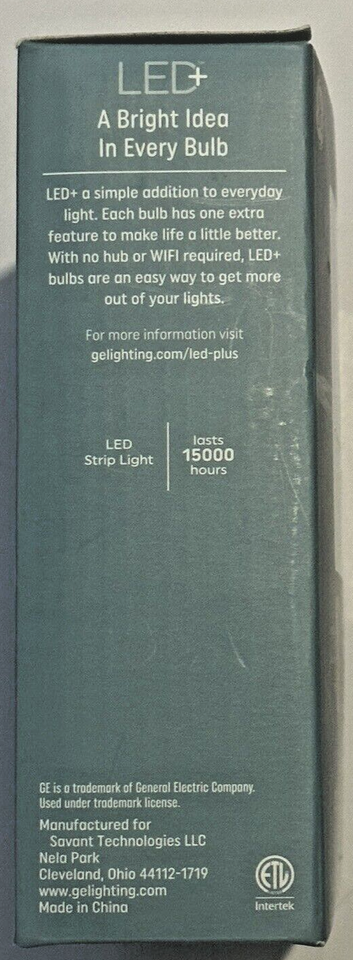 LED+
A Bright Idea
In Every Bulb
LED+ a simple addition to everyday
light. Each bulb has one extra
feature to make life a little better.
With no hub or WIFI required, LED+
bulbs are an easy way to get more
out of your lights.
For more information visit
gelighting.com/led-plus
LED
Strip Light
lasts
15000
hours
GE is a trademark of General Electric Company.
Used under trademark license.
Manufactured for
Savant Technologies LLC
Nela Park
Cleveland, Ohio 44112-1719
www.gelighting.com
Made in China
ETL
Intertek